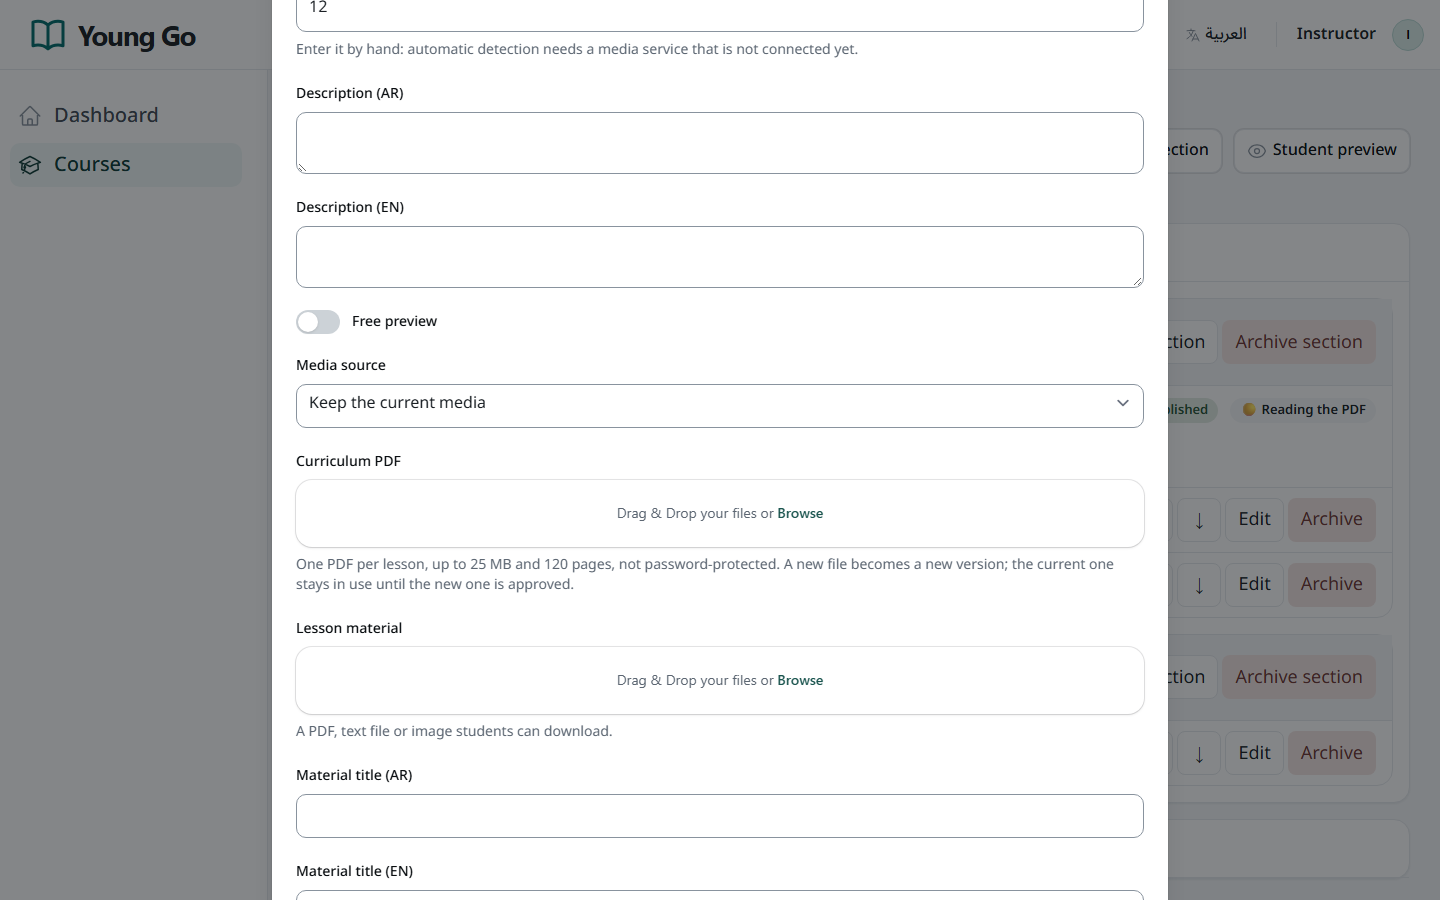 Young Go
العربية
Instructor
I
Dashboard
Courses
ction
Student preview
12
Enter it by hand: automatic detection needs a media service that is not connected yet.
Description (AR)
Description (EN)
Free preview
Media source
Keep the current media
Curriculum PDF
Drag & Drop your files or Browse
One PDF per lesson, up to 25 MB and 120 pages, not password-protected. A new file becomes a new version; the current one
stays in use until the new one is approved.
Lesson material
Drag & Drop your files or Browse
A PDF, text file or image students can download.
Material title (AR)
Material title (EN)
ction
Archive section
lished
Reading the PDF
↓
Edit
Archive
↓
Edit
Archive
ction
Archive section
↓
Edit
Archive